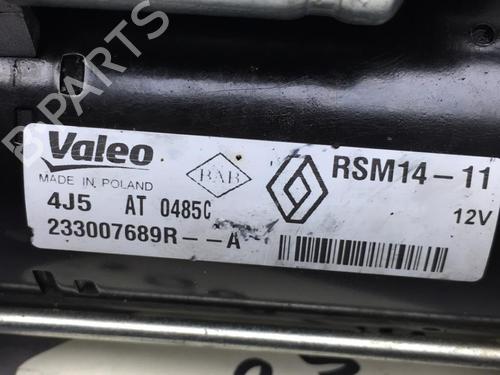 B-PARTS
Valeo
MADE IN POLAND
RAB
RSM14-11
4J5 AT 0485C
12V
233007689R--A